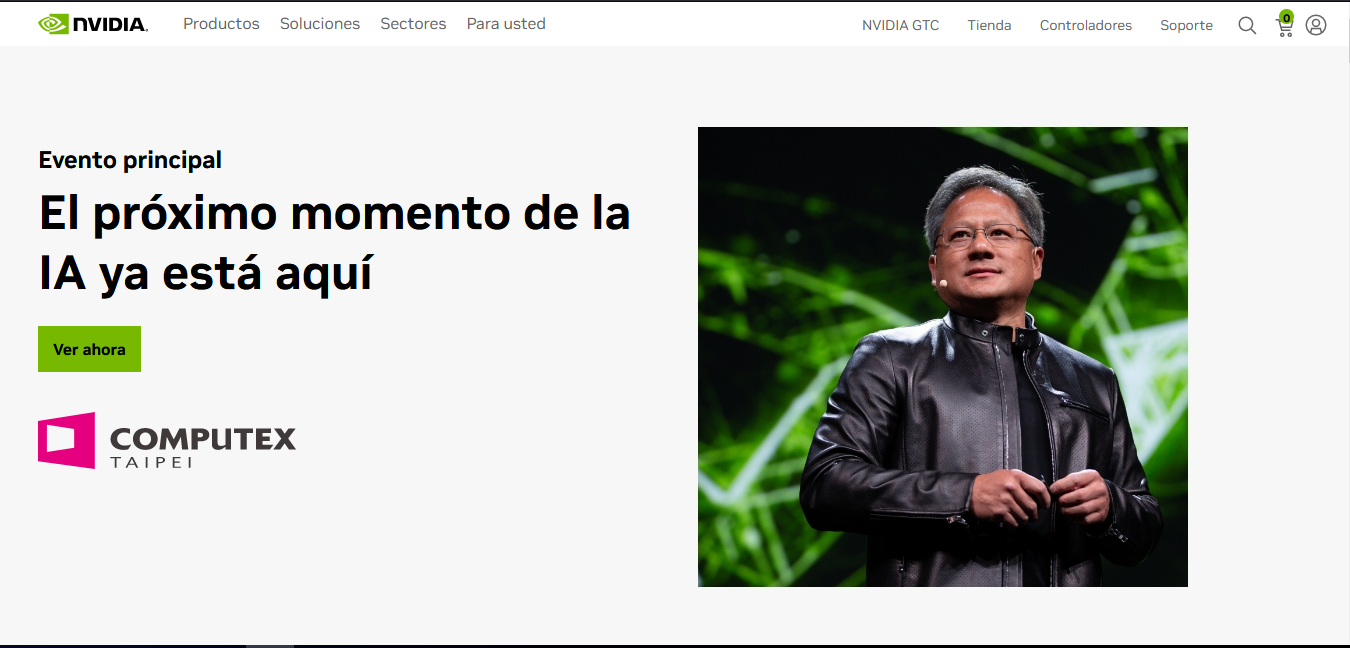 NVIDIA
Productos
Soluciones
Sectores
Para usted
NVIDIA GTC
Tienda
Controladores
Soporte
0
Evento principal
El próximo momento de la
IA ya está aquí
Ver ahora
COMPUTEX
TAIPEI